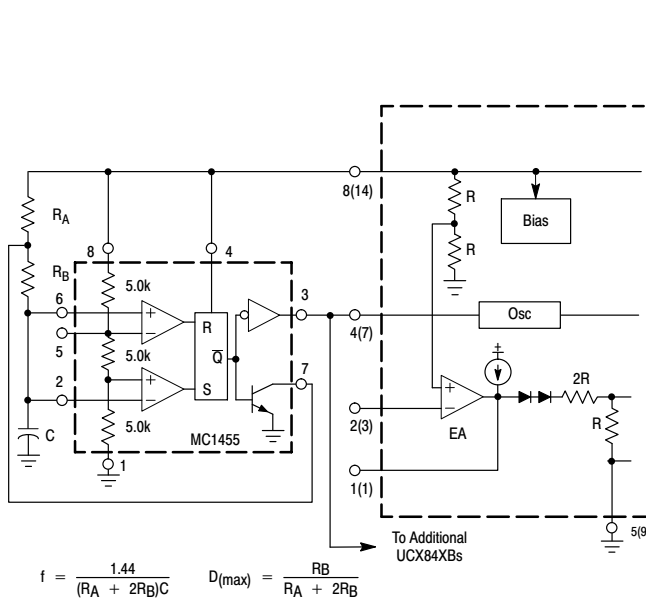 8(14)
R
Bias
RA
R
8
4
RB
5.0k
6
3
+
R
Osc
–
4(7)
5
5.0k
Q
7
2
+
S
+
2R
–
5.0k
MC1455
C
1
2(3)
+
–
EA
R
1(1)
5(9
To Additional
UCX84XBs
f = 1.44 / (RA + 2RB)C
D(max) = RB / RA + 2RB